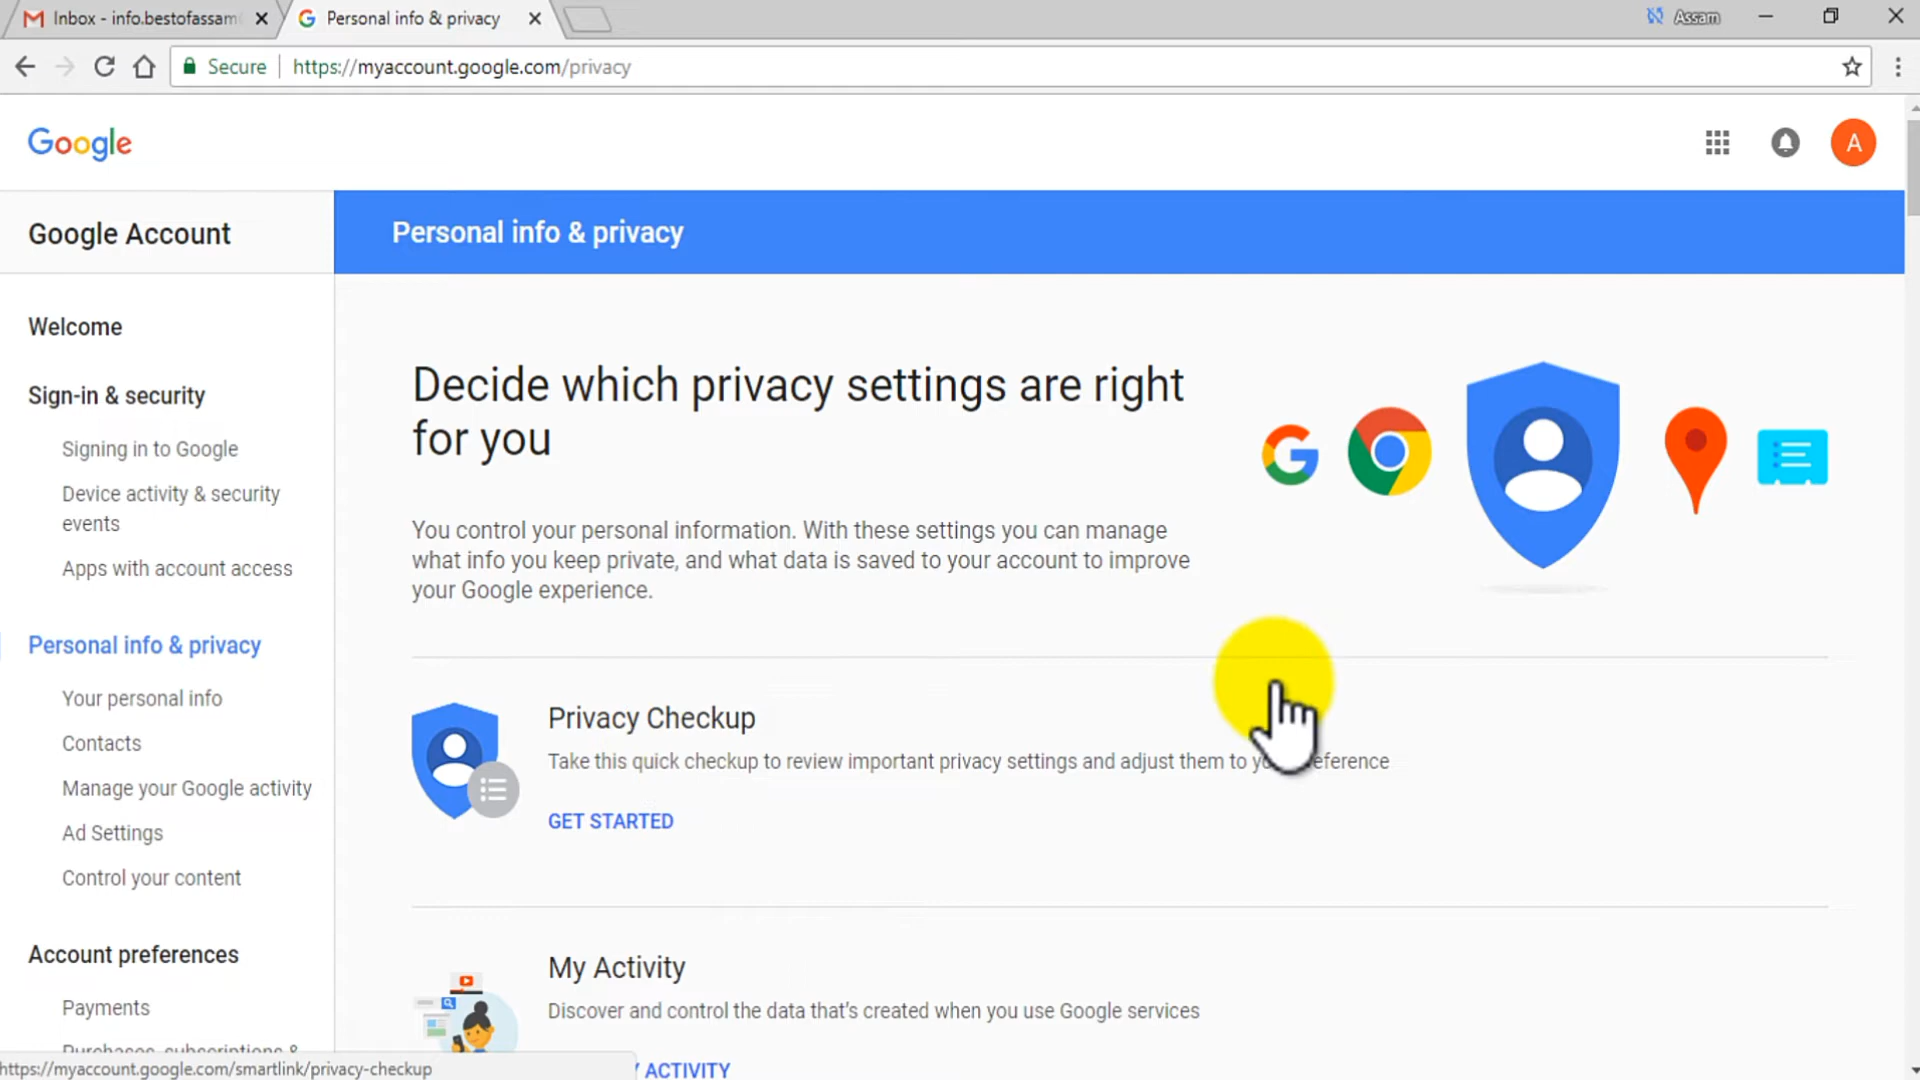 Inbox - info.bestofassam
Personal info & privacy
Assam
Secure
https://myaccount.google.com/privacy
Google
A
Google Account
Personal info & privacy
Welcome
Sign-in & security
Signing in to Google
Device activity & security
events
Apps with account access
Personal info & privacy
Your personal info
Contacts
Manage your Google activity
Ad Settings
Control your content
Account preferences
Payments
Purchases, subscriptions &
https://myaccount.google.com/smartlink/privacy-checkup
Decide which privacy settings are right
for you
You control your personal information. With these settings you can manage
what info you keep private, and what data is saved to your account to improve
your Google experience.
Privacy Checkup
Take this quick checkup to review important privacy settings and adjust them to
GET STARTED
My Activity
Discover and control the data that's created when you use Google services
ACTIVITY